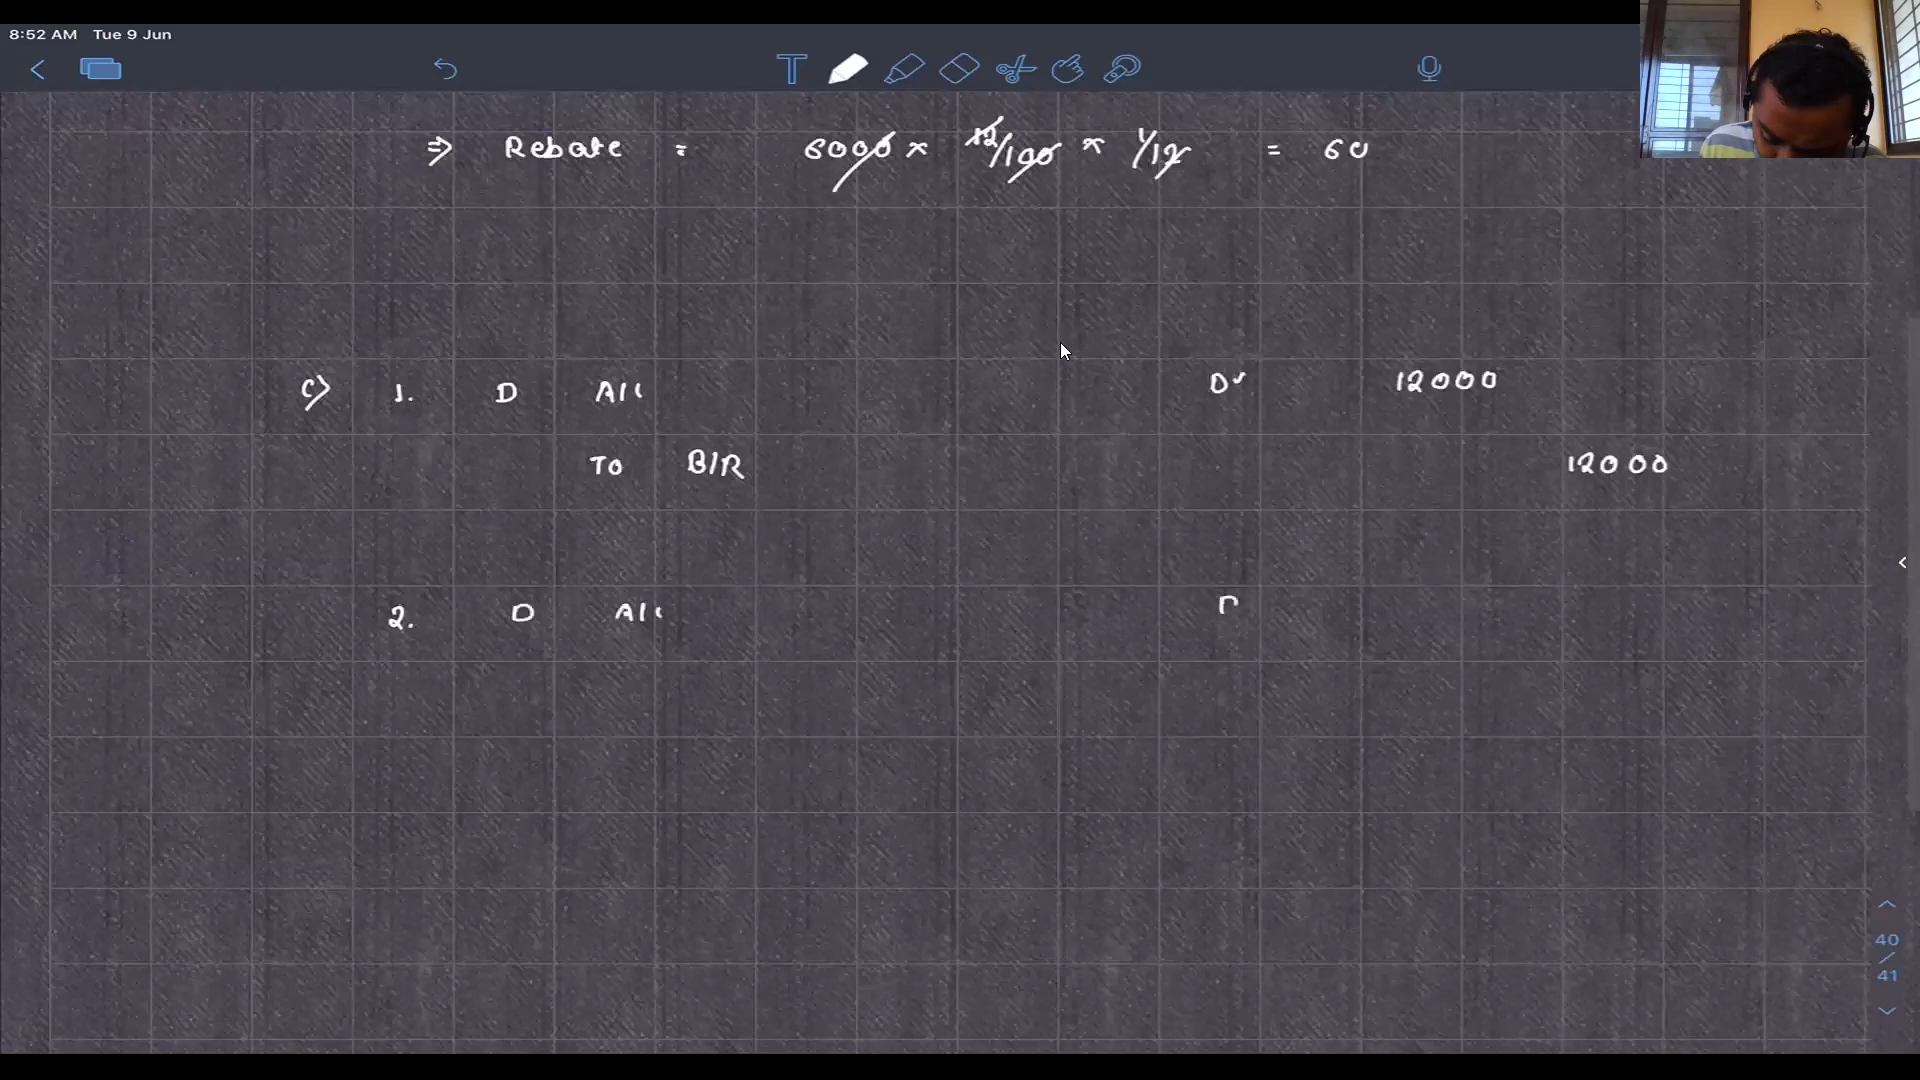 8:52 AM Tue 9 Jun
⇒ Rebate = 6000 × 12/100 × 1/12 = 60
c) 1. D A/c Dr 12000
To B/R 12000
2. D A/c D
40
/
41